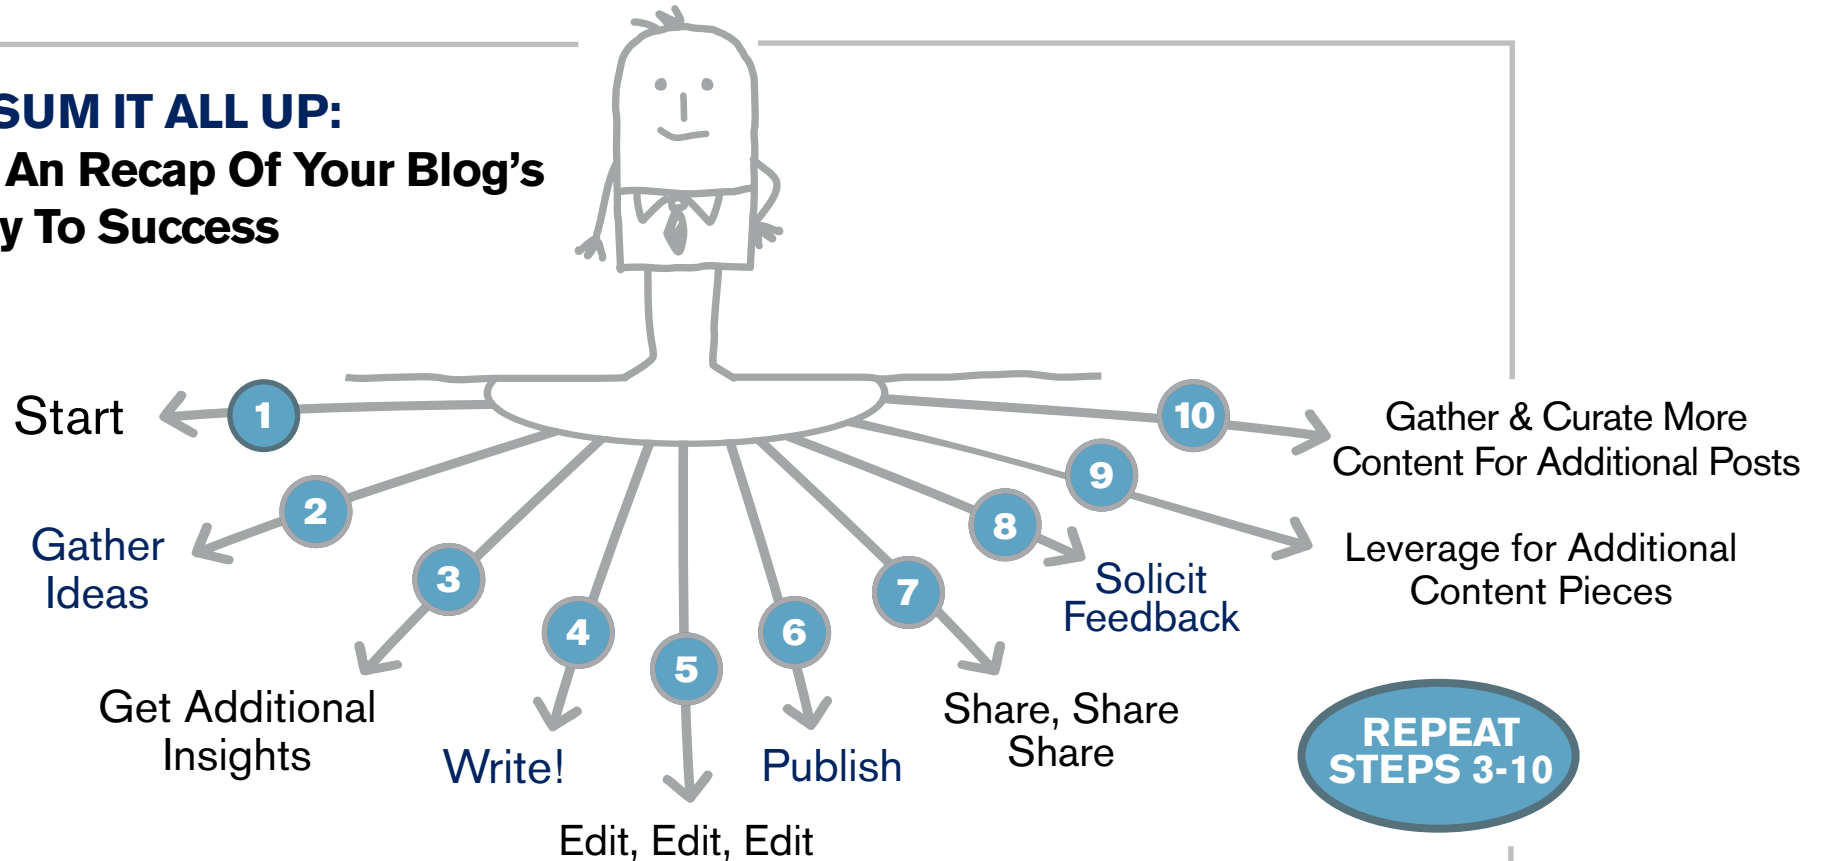 SUM IT ALL UP:
An Recap Of Your Blog's
y To Success
Start
1
2
Gather
Ideas
3
Get Additional
Insights
4
Write!
5
Edit, Edit, Edit
6
Publish
7
Share, Share
Share
8
Solicit
Feedback
9
Leverage for Additional
Content Pieces
10
Gather & Curate More
Content For Additional Posts
REPEAT
STEPS 3-10